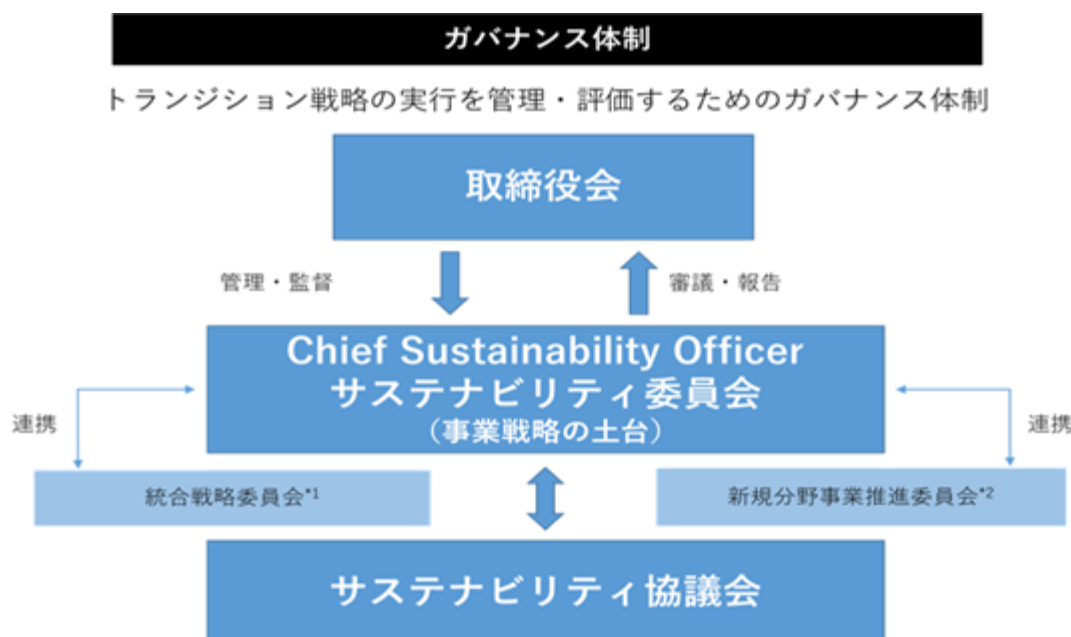 ガバナンス体制
トランジション戦略の実行を管理・評価するためのガバナンス体制
取締役会
管理・監督
審議・報告
Chief Sustainability Officer
サステナビリティ委員会
（事業戦略の土台）
連携
連携
統合戦略委員会*1
新規分野事業推進委員会*2
サステナビリティ協議会